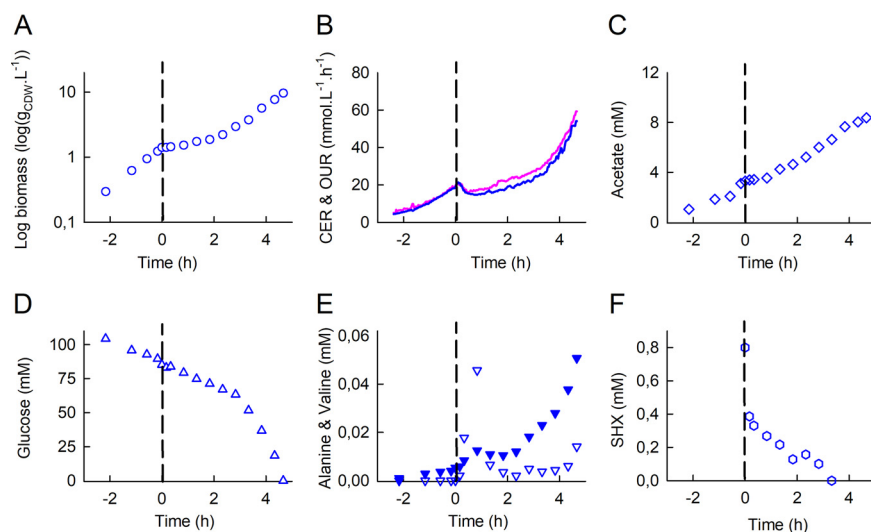 A
Log biomass (log(gCDW.L⁻¹))
10
1
0,1
-2 0 2 4
Time (h)
B
CER & OUR (mmol.L⁻¹.h⁻¹)
80
60
40
20
0
-2 0 2 4
Time (h)
C
Acetate (mM)
12
8
4
0
-2 0 2 4
Time (h)
D
Glucose (mM)
100
75
50
25
0
-2 0 2 4
Time (h)
E
Alanine & Valine (mM)
0,06
0,04
0,02
0,00
-2 0 2 4
Time (h)
F
SHX (mM)
0,8
0,4
0,0
-2 0 2 4
Time (h)